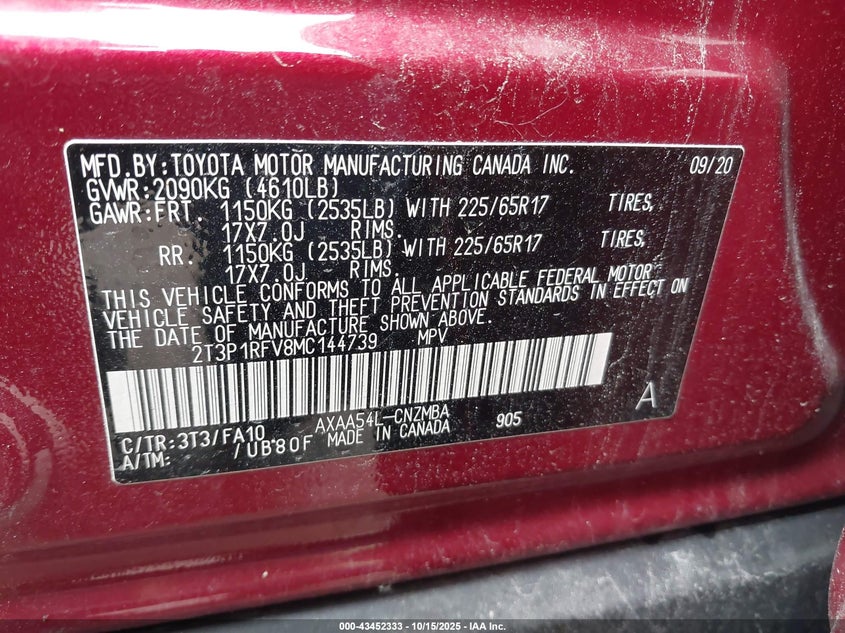 MFD.BY:TOYOTA MOTOR MANUFACTURING CANADA INC. 09/20
GVWR:2090KG (4610LB)
GAWR:FRT. 1150KG (2535LB) WITH 225/65R17 TIRES,
17X7.0J RIMS.
RR. 1150KG (2535LB) WITH 225/65R17 TIRES,
17X7.0J RIMS.
THIS VEHICLE CONFORMS TO ALL APPLICABLE FEDERAL MOTOR
VEHICLE SAFETY AND THEFT PREVENTION STANDARDS IN EFFECT ON
THE DATE OF MANUFACTURE SHOWN ABOVE.
2T3P1RFV8MC144739 MPV
A
C/TR:3T3/FA10 AXAA54L-CNZMBA 905
A/TM: /UB80F MADE IN CANADA
000-43452333 - 10/15/2025 - IAA Inc.